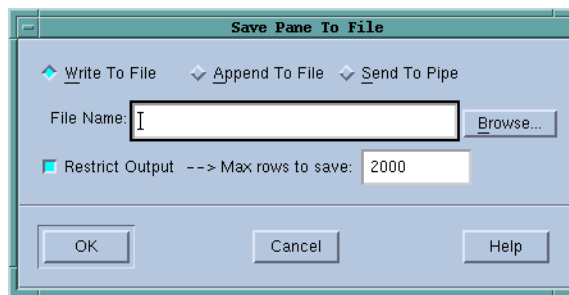 Save Pane To File
Write To File Append To File Send To Pipe
File Name: Browse...
Restrict Output --> Max rows to save: 2000
OK Cancel Help